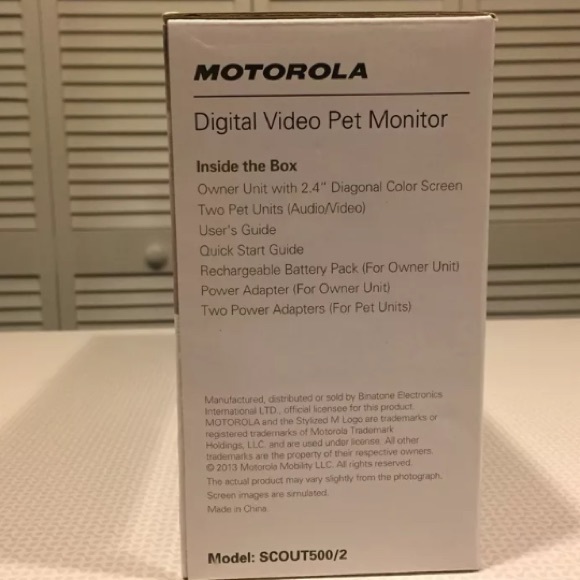 MOTOROLA
Digital Video Pet Monitor
Inside the Box
Owner Unit with 2.4" Diagonal Color Screen
Two Pet Units (Audio/Video)
User's Guide
Quick Start Guide
Rechargeable Battery Pack (For Owner Unit)
Power Adapter (For Owner Unit)
Two Power Adapters (For Pet Units)
Manufactured, distributed or sold by Binatone Electronics
International LTD., official licensee for this product.
MOTOROLA and the Stylized M Logo are trademarks or
registered trademarks of Motorola Trademark
Holdings, LLC. and are used under license. All other
trademarks are the property of their respective owners.
© 2013 Motorola Mobility LLC. All rights reserved.
The actual product may vary slightly from the photograph.
Screen images are simulated.
Made in China
Model: SCOUT500/2